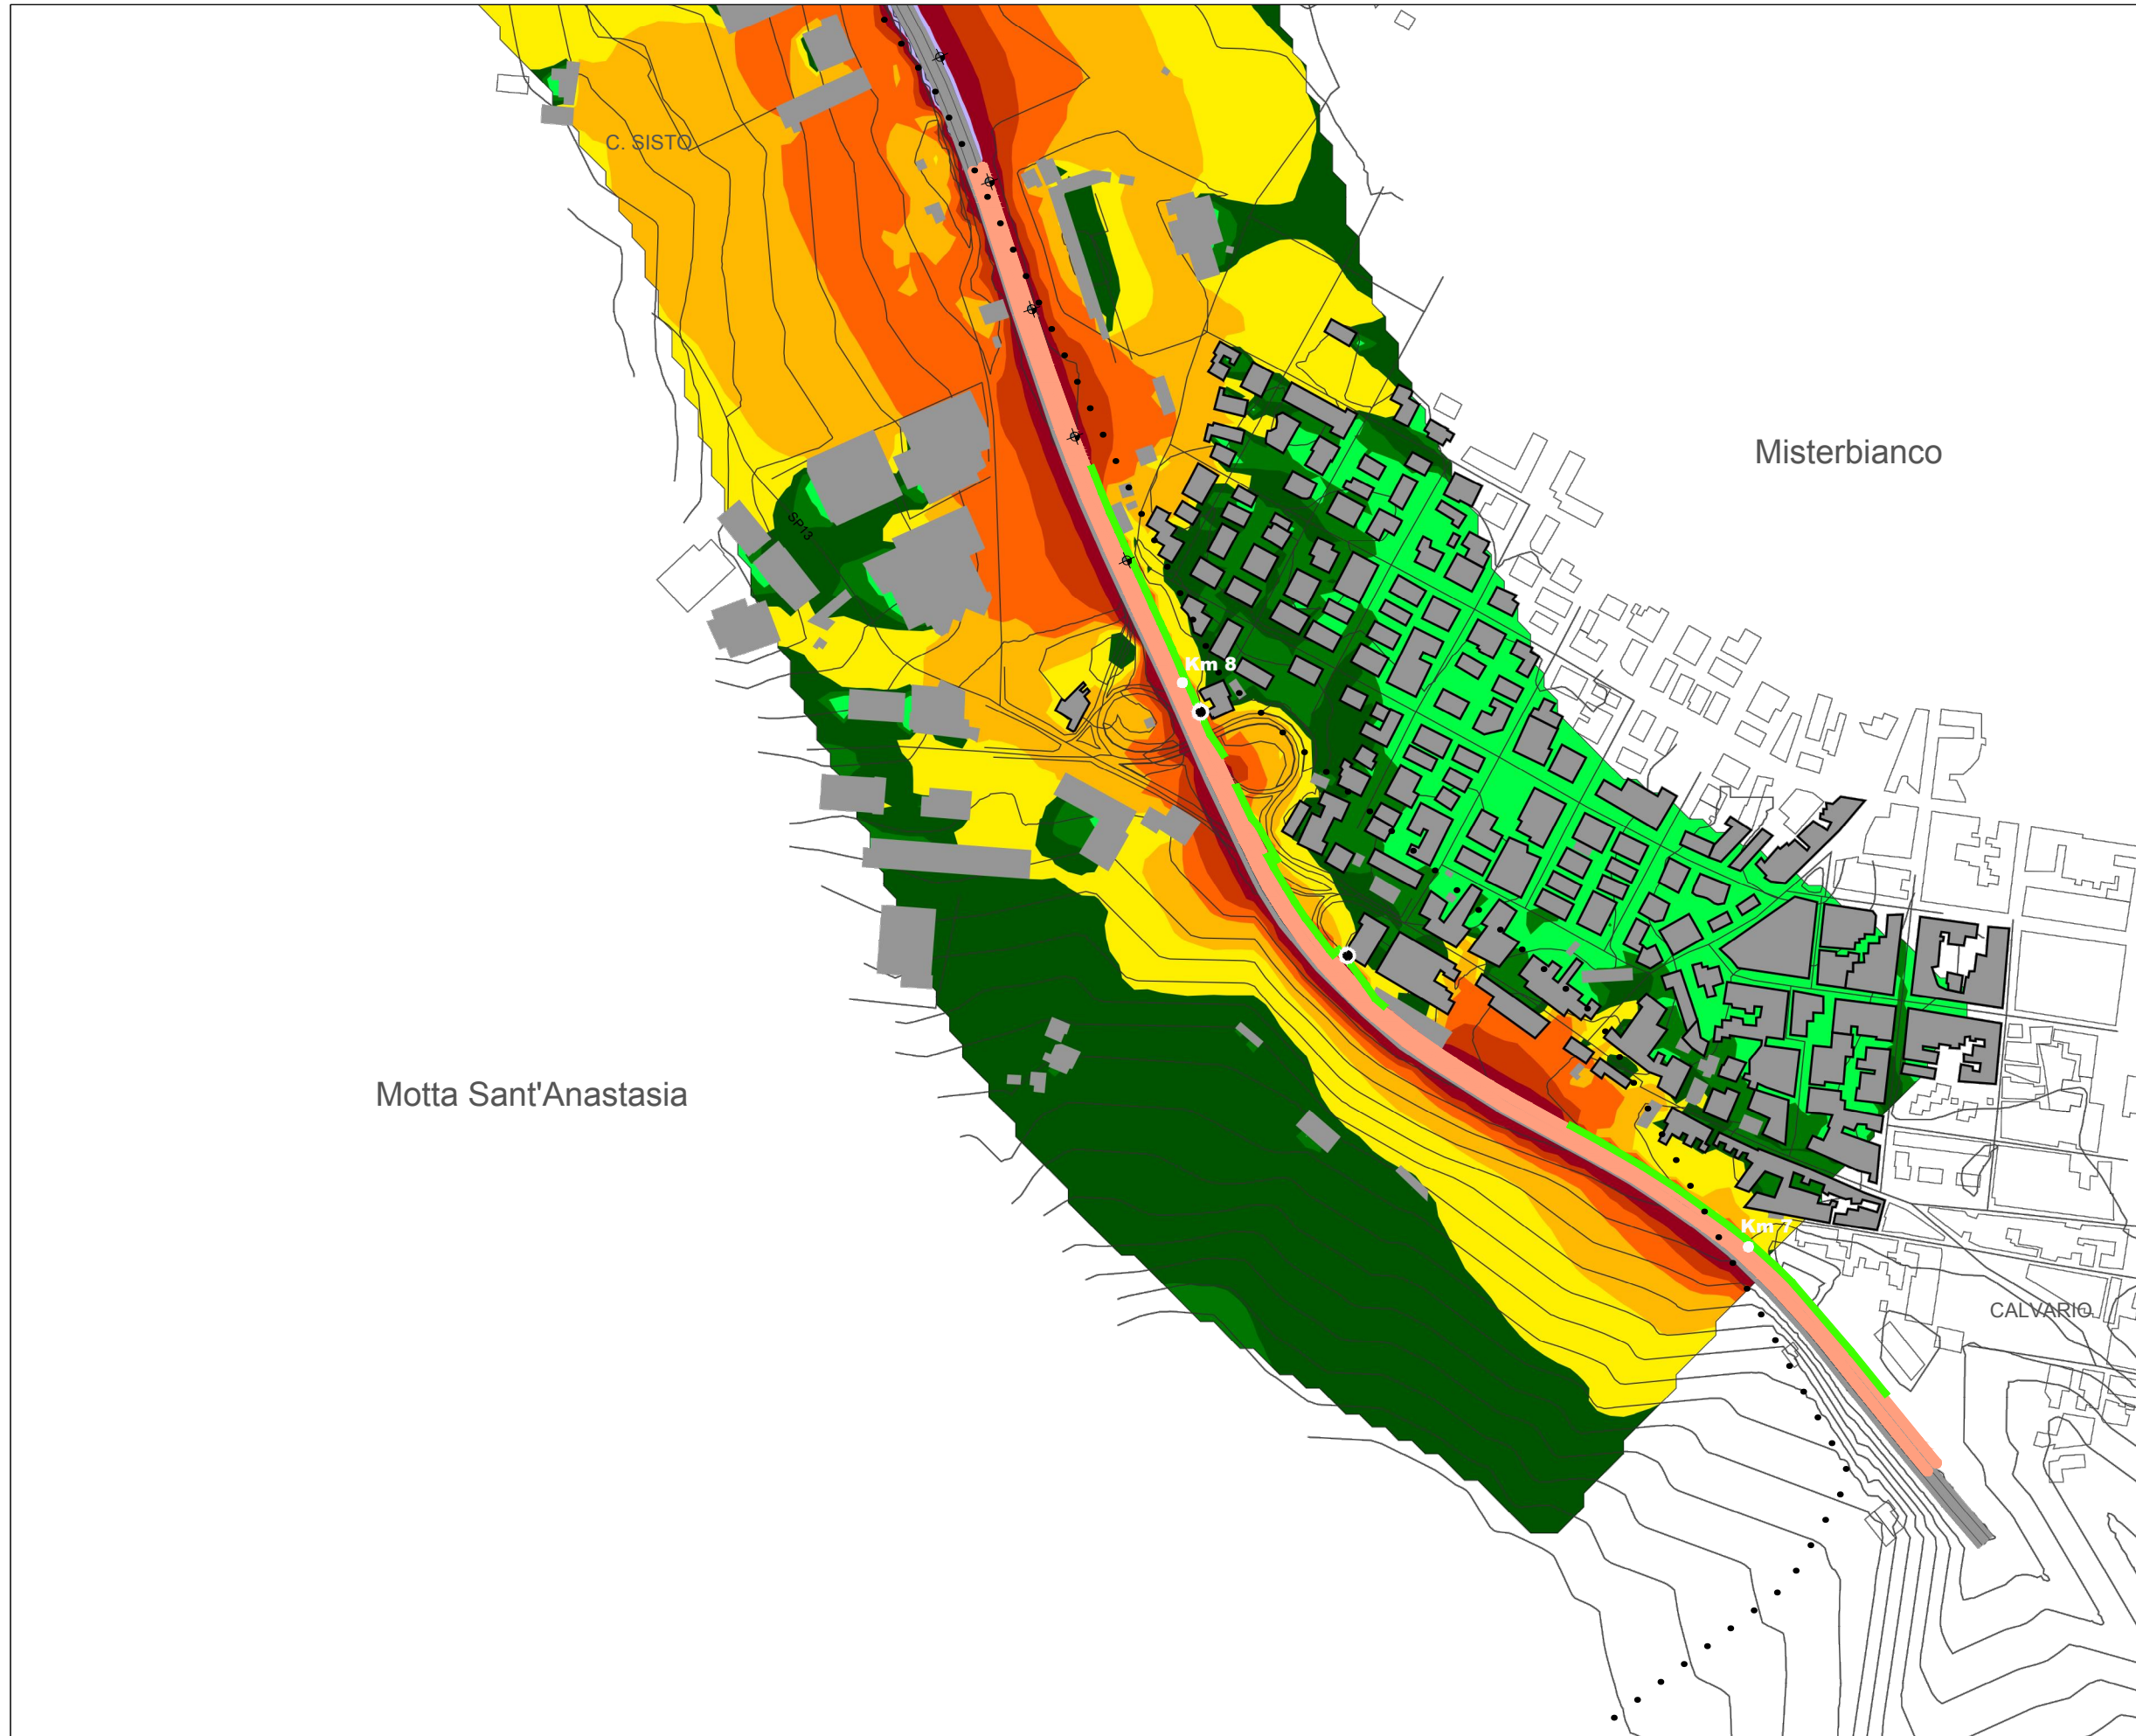 C. SISTO
Misterbianco
SP13
Km 8
Motta Sant'Anastasia
Km 7
CALVARIO